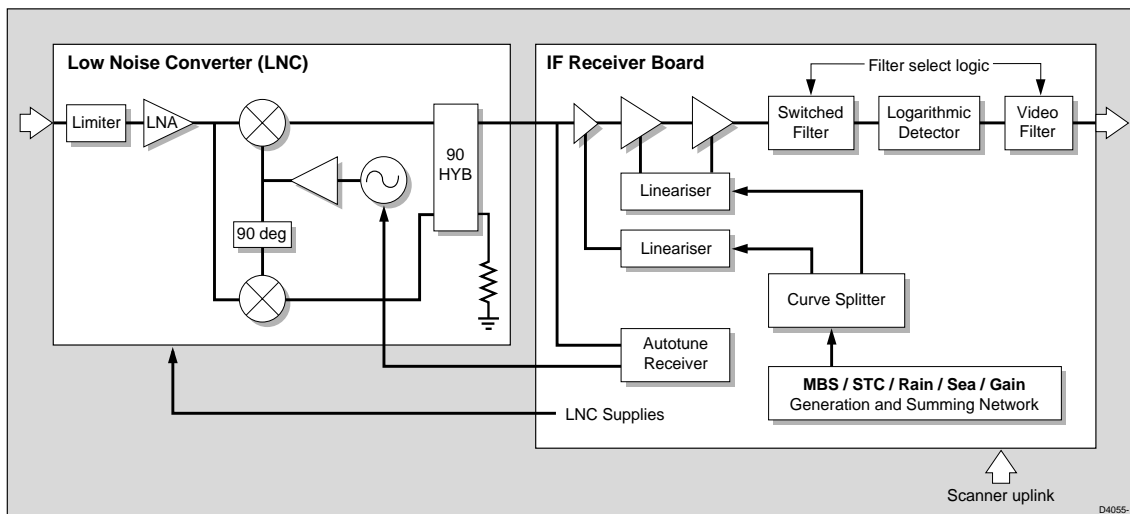 Low Noise Converter (LNC)
IF Receiver Board
Filter select logic
Limiter
LNA
90
HYB
Switched
Filter
Logarithmic
Detector
Video
Filter
Lineariser
90 deg
Lineariser
Curve Splitter
Autotune
Receiver
MBS / STC / Rain / Sea / Gain
Generation and Summing Network
LNC Supplies
Scanner uplink
D4055-